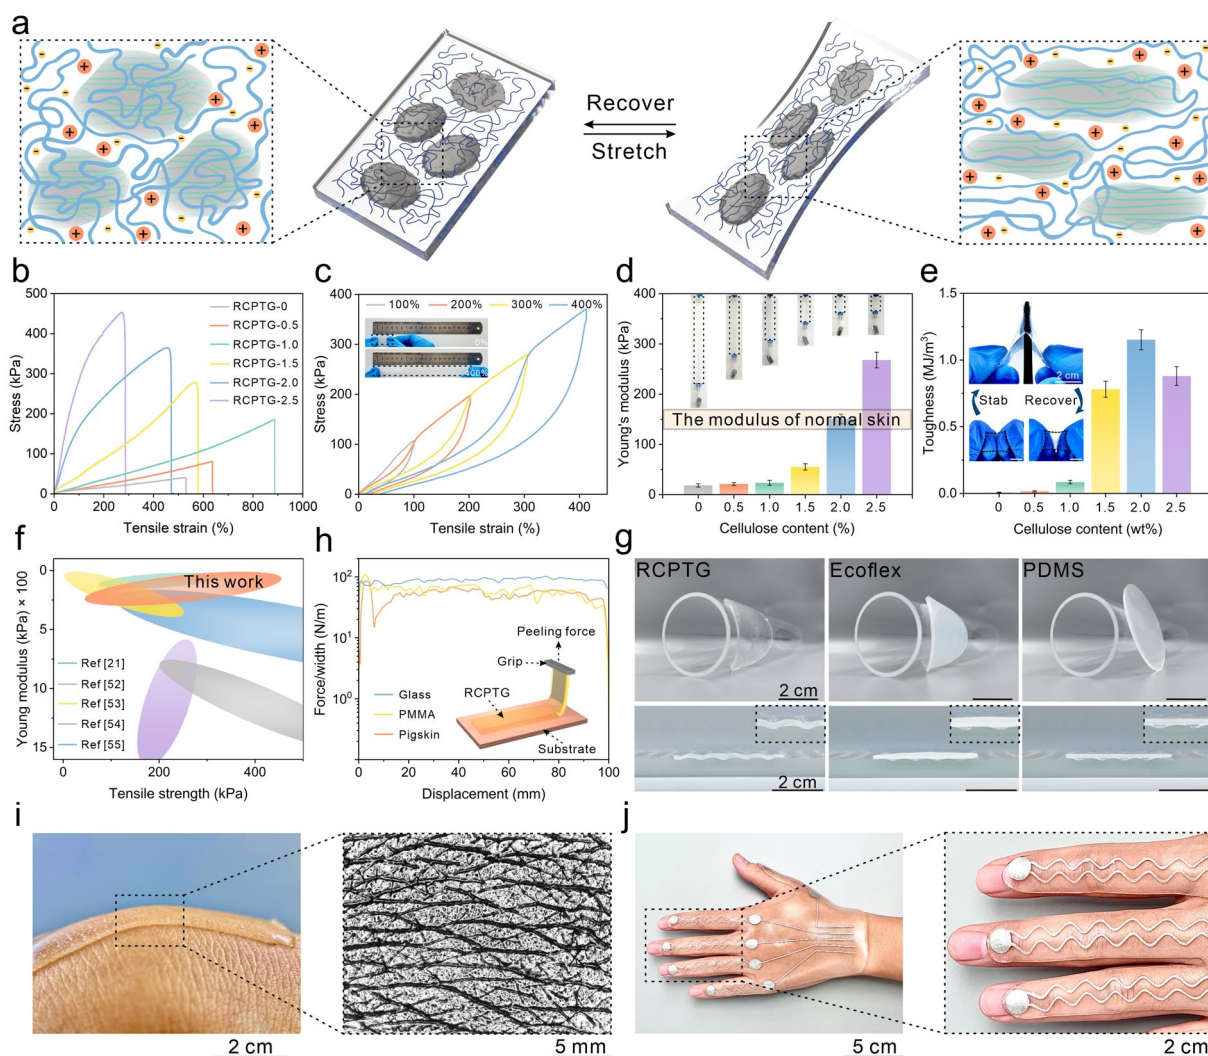 a
Recover
Stretch
b
Stress (kPa)
500
400
300
200
100
0
RCPTG-0
RCPTG-0.5
RCPTG-1.0
RCPTG-1.5
RCPTG-2.0
RCPTG-2.5
0 200 400 600 800 1000
Tensile strain (%)
c
Stress (kPa)
400
300
200
100
0
100% 200% 300% 400%
0%
400%
0 100 200 300 400
Tensile strain (%)
d
Young's modulus (kPa)
400
300
200
100
0
The modulus of normal skin
0 0.5 1.0 1.5 2.0 2.5
Cellulose content (%)
e
Toughness (MJ/m³)
1.5
1.0
0.5
0.0
2 cm
Stab Recover
0 0.5 1.0 1.5 2.0 2.5
Cellulose content (wt%)
f
Young modulus (kPa) × 100
0
5
10
15
This work
Ref [21]
Ref [52]
Ref [53]
Ref [54]
Ref [55]
0 200 400
Tensile strength (kPa)
h
Force/width (N/m)
10²
10¹
10⁰
Glass
PMMA
Pigskin
Peeling force
Grip
RCPTG
Substrate
0 20 40 60 80 100
Displacement (mm)
g
RCPTG Ecoflex PDMS
2 cm
2 cm
i
2 cm
5 mm
j
5 cm
2 cm